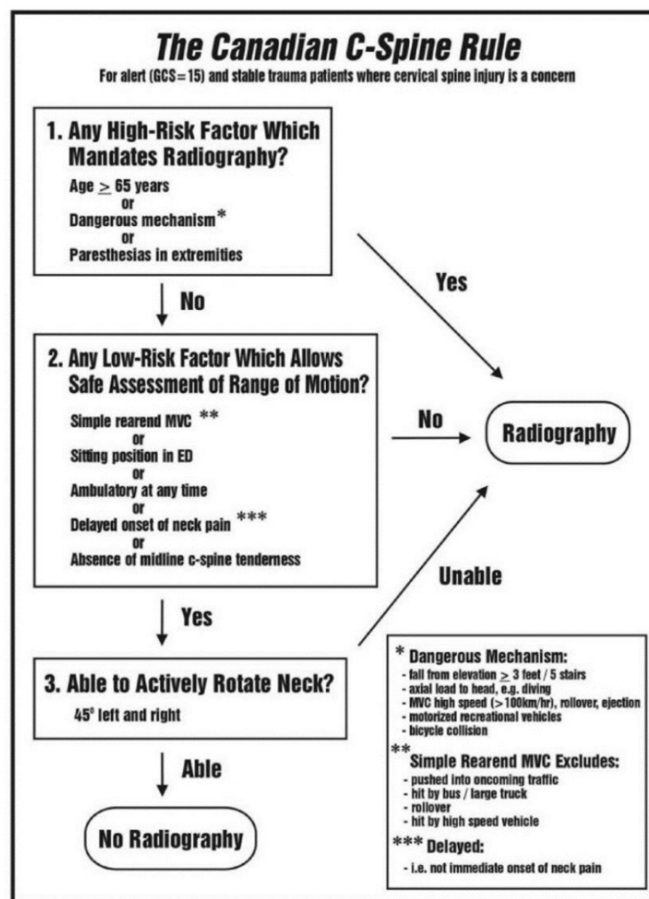 The Canadian C-Spine Rule
For alert (GCS=15) and stable trauma patients where cervical spine injury is a concern
1. Any High-Risk Factor Which
Mandates Radiography?
Age ≥ 65 years
or
Dangerous mechanism*
or
Paresthesias in extremities
Yes
No
2. Any Low-Risk Factor Which Allows
Safe Assessment of Range of Motion?
Simple rearend MVC **
or
Sitting position in ED
or
Ambulatory at any time
or
Delayed onset of neck pain ***
or
Absence of midline c-spine tenderness
No
Radiography
Unable
Yes
3. Able to Actively Rotate Neck?
45° left and right
Able
No Radiography
* Dangerous Mechanism:
- fall from elevation ≥ 3 feet / 5 stairs
- axial load to head, e.g. diving
- MVC high speed (>100km/hr), rollover, ejection
- motorized recreational vehicles
- bicycle collision
**
Simple Rearend MVC Excludes:
- pushed into oncoming traffic
- hit by bus / large truck
- rollover
- hit by high speed vehicle
*** Delayed:
- i.e. not immediate onset of neck pain